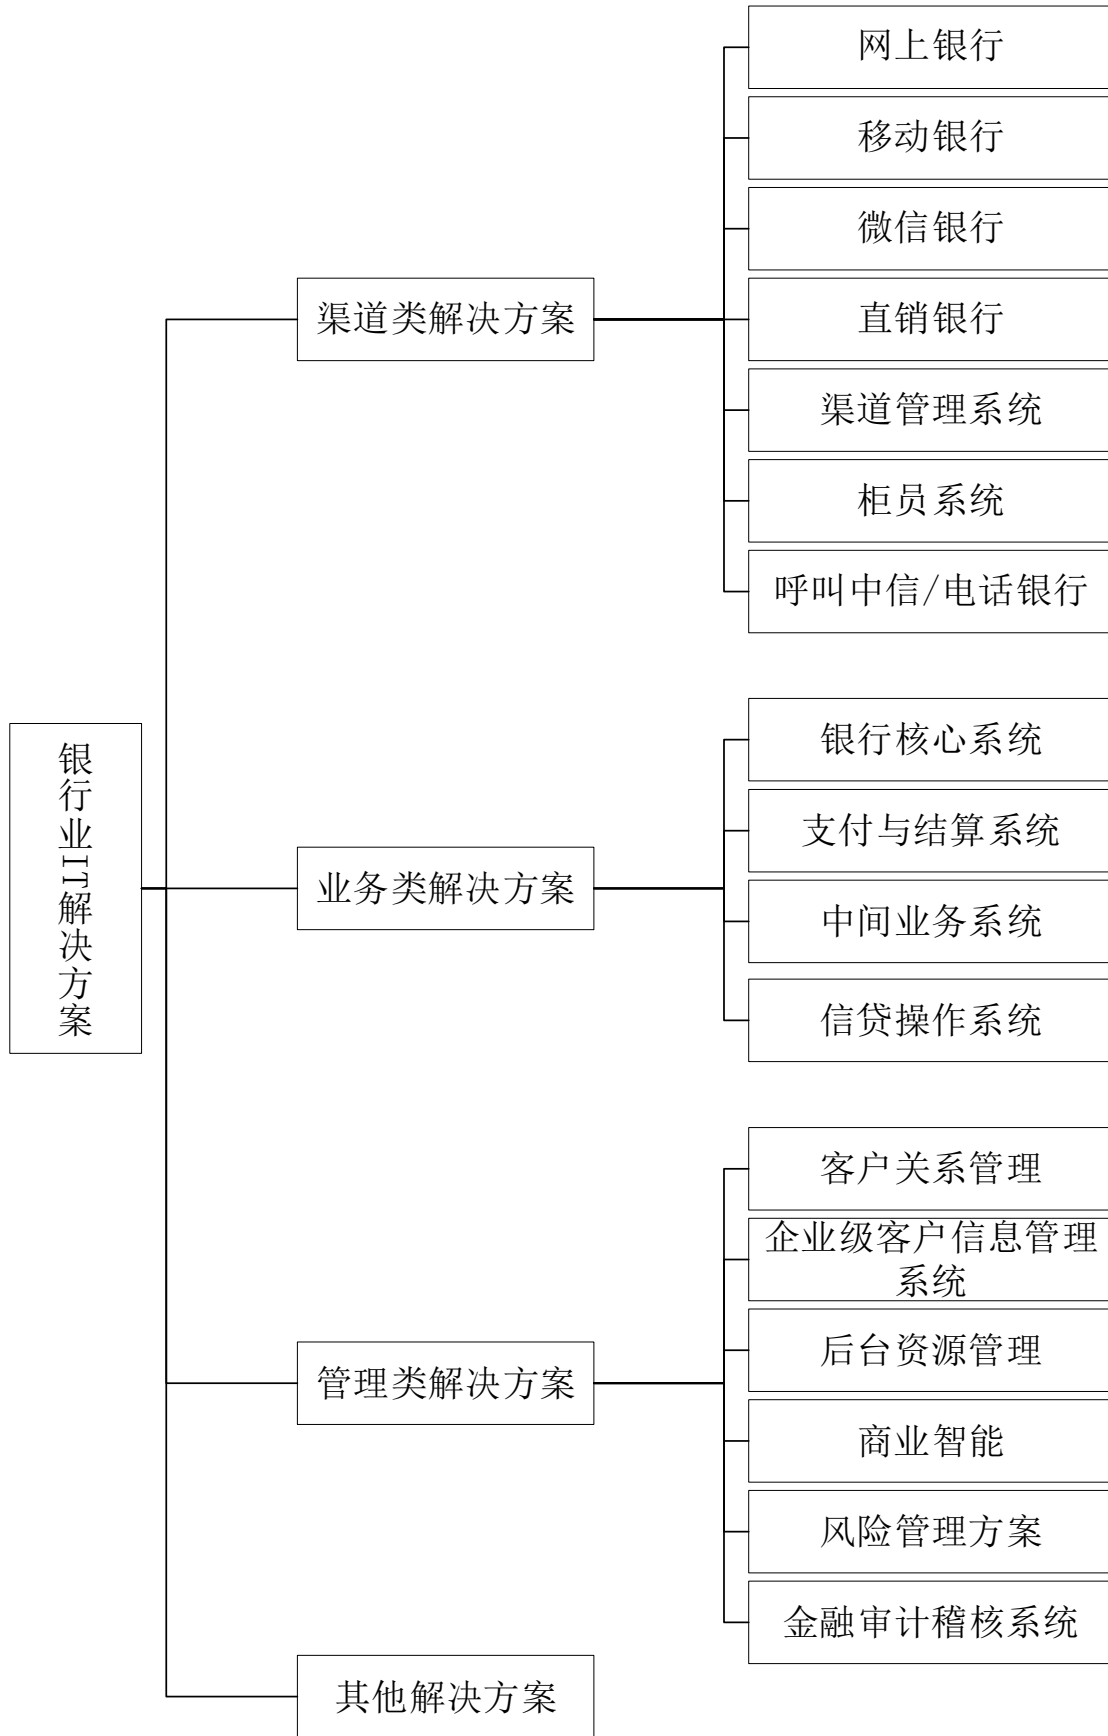 银行业IT解决方案
渠道类解决方案
网上银行
移动银行
微信银行
直销银行
渠道管理系统
柜员系统
呼叫中信/电话银行
业务类解决方案
银行核心系统
支付与结算系统
中间业务系统
信贷操作系统
管理类解决方案
客户关系管理
企业级客户信息管理
系统
后台资源管理
商业智能
风险管理方案
金融审计稽核系统
其他解决方案